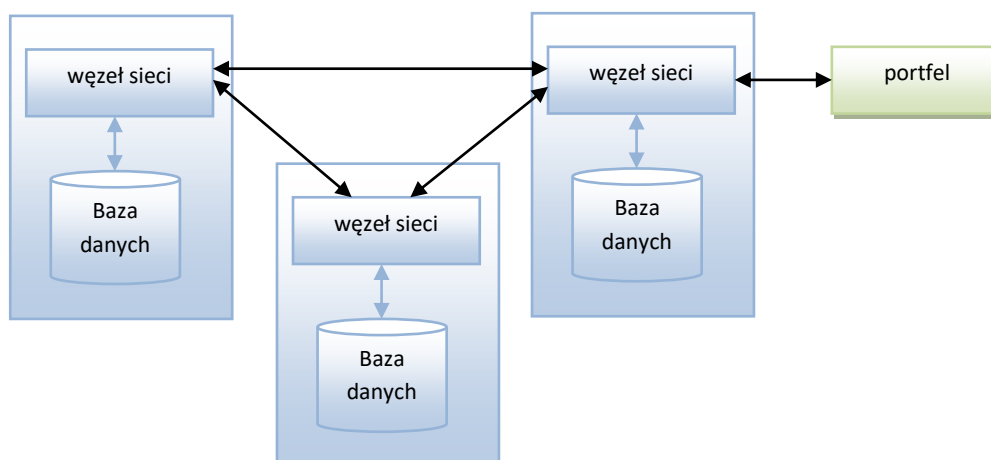 węzeł sieci
węzeł sieci
portfel
Baza
danych
węzeł sieci
Baza
danych
Baza
danych